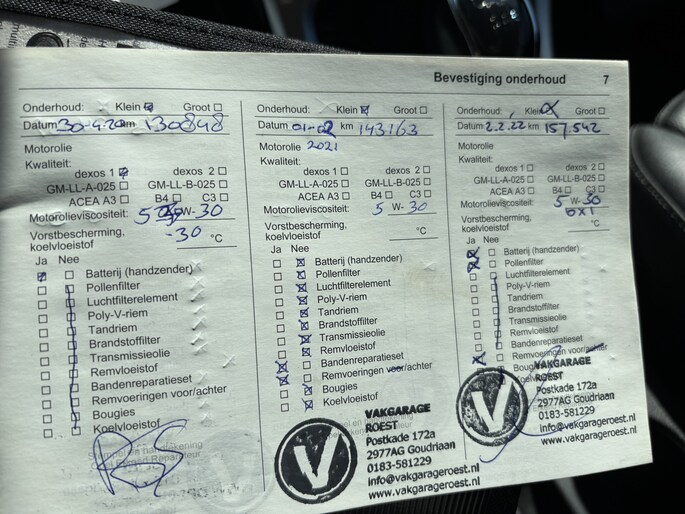 Bevestiging onderhoud 7
Onderhoud: Klein Groot
Datum 30-4-20 km 130848
Motorolie
Kwaliteit:
dexos 1 dexos 2
GM-LL-A-025 GM-LL-B-025
ACEA A3 B4 C3
Motorolieviscositeit: 5 W-30
Vorstbescherming, koelvloeistof -30 °C
Ja Nee
Batterij (handzender)
Pollenfilter
Luchtfilterelement
Poly-V-riem
Tandriem
Brandstoffilter
Transmissieolie
Remvloeistof
Bandenreparatieset
Remvoeringen voor/achter
Bougies
Koelvloeistof
Stempel en handtekening
Opel Erkend Reparateur
Onderhoud: Klein Groot
Datum 01-02 km 143163
Motorolie 2021
Kwaliteit:
dexos 1 dexos 2
GM-LL-A-025 GM-LL-B-025
ACEA A3 B4 C3
Motorolieviscositeit: 5 W-30
Vorstbescherming,
koelvloeistof °C
Ja Nee
Batterij (handzender)
Pollenfilter
Luchtfilterelement
Poly-V-riem
Tandriem
Brandstoffilter
Transmissieolie
Remvloeistof
Bandenreparatieset
Remvoeringen voor/achter
Bougies
Koelvloeistof
V
VAKGARAGE
ROEST
Postkade 172a
2977AG Goudriaan
0183-581229
info@vakgarageroest.nl
www.vakgarageroest.nl
Onderhoud: Klein Groot
Datum 2.2.22 km 157.542
Motorolie
Kwaliteit:
dexos 1 dexos 2
GM-LL-A-025 GM-LL-B-025
ACEA A3 B4 C3
Motorolieviscositeit: 5 W-30
Vorstbescherming,
koelvloeistof °C
Ja Nee
Batterij (handzender)
Pollenfilter
Luchtfilterelement
Poly-V-riem
Tandriem
Brandstoffilter
Transmissieolie
Remvloeistof
Bandenreparatieset
Remvoeringen voor/achter
V
VAKGARAGE
ROEST
Postkade 172a
2977AG Goudriaan
0183-581229
info@vakgarageroest.nl
www.vakgarageroest.nl